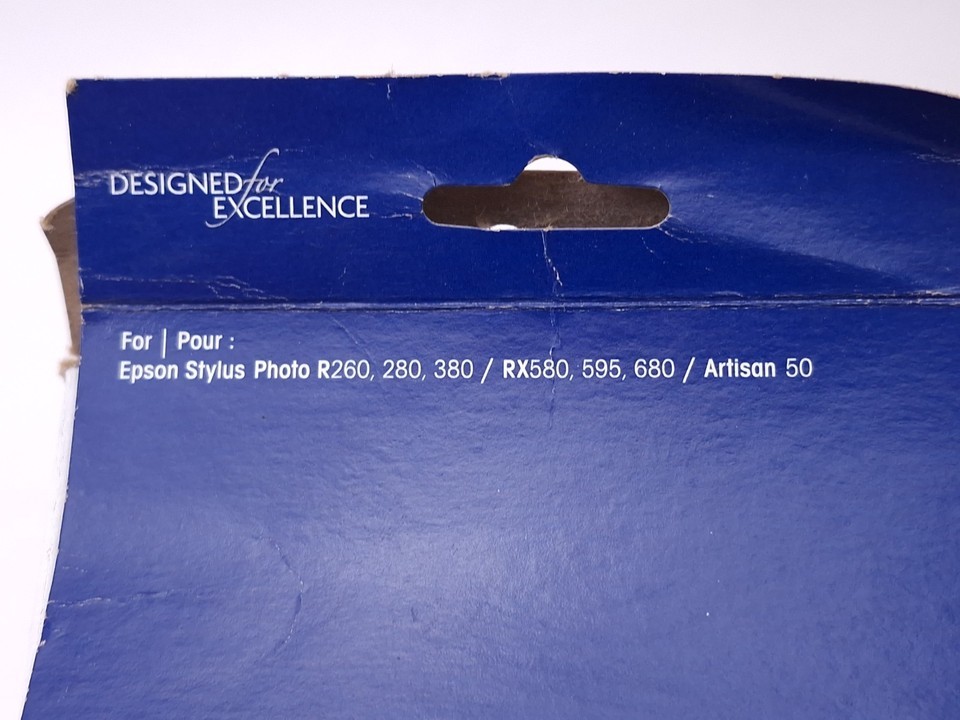 DESIGNED for
EXCELLENCE
For | Pour :
Epson Stylus Photo R260, 280, 380 / RX580, 595, 680 / Artisan 50